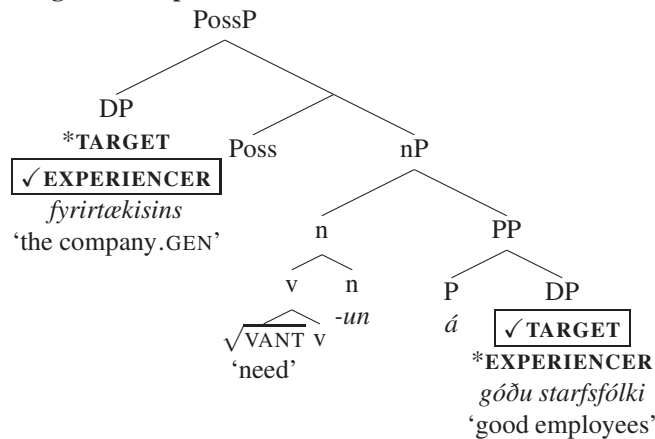 PossP
DP
*TARGET
Poss
nP
✓EXPERIENCER
fyrirtækisins
n
PP
'the company.GEN'
v
n
P
DP
√VANT
v
-un
á
✓TARGET
'need'
*EXPERIENCER
góðu starfsfólki
'good employees'